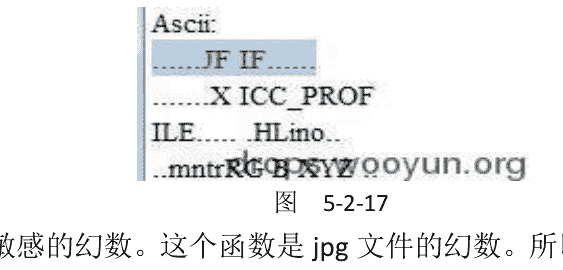 Ascii:
.......JF IF.......
........X ICC_PROF
ILE..... .HLino..
..mntrRG B XYZ ..
drops.wooyun.org
图 5-2-17
敏感的幻数。这个函数是 jpg 文件的幻数。所以